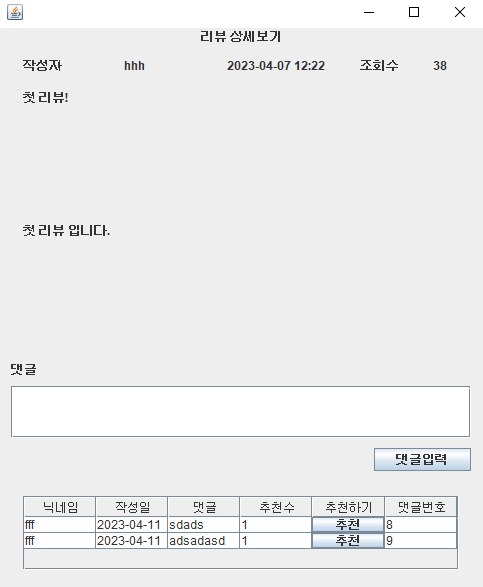 리뷰 상세보기
작성자 hhh 2023-04-07 12:22 조회수 38
첫 리뷰!
첫 리뷰 입니다.
댓글
댓글입력
닉네임 작성일 댓글 추천수 추천하기 댓글번호
fff 2023-04-11 sdads 1 추천 8
fff 2023-04-11 adsadasd 1 추천 9